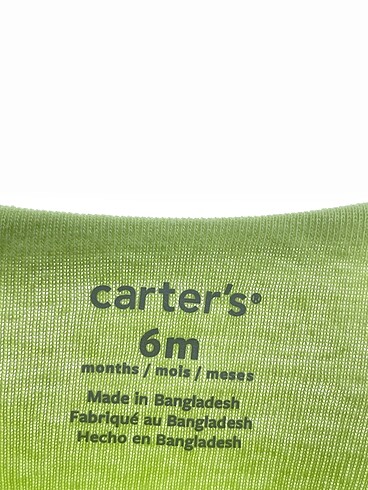 carter's®
6m
months / mois / meses
Made in Bangladesh
Fabriqué au Bangladesh
Hecho en Bangladesh